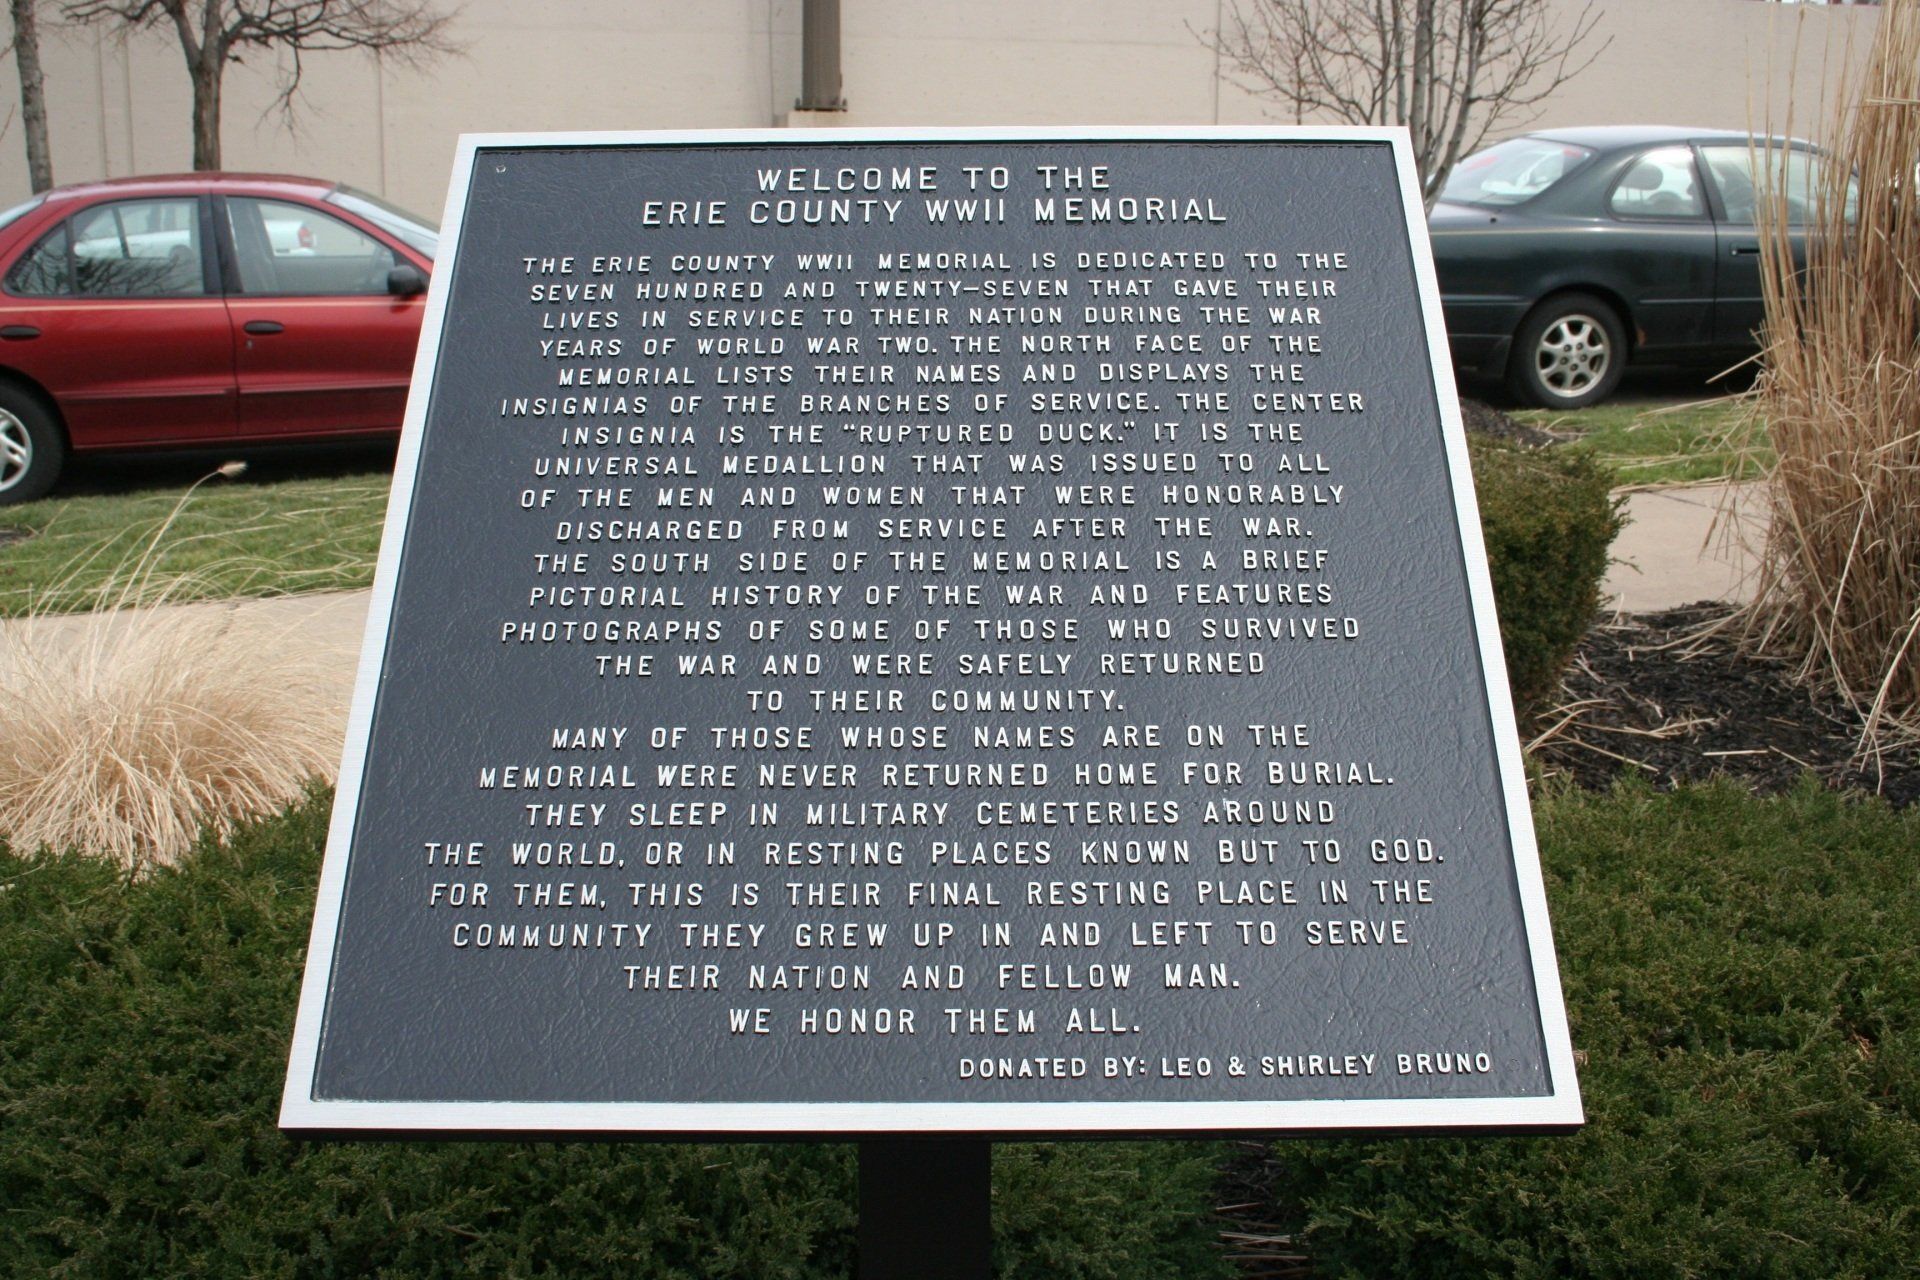 WELCOME TO THE
ERIE COUNTY WWII MEMORIAL
THE ERIE COUNTY WWII MEMORIAL IS DEDICATED TO THE
SEVEN HUNDRED AND TWENTY-SEVEN THAT GAVE THEIR
LIVES IN SERVICE TO THEIR NATION DURING THE WAR
YEARS OF WORLD WAR TWO. THE NORTH FACE OF THE
MEMORIAL LISTS THEIR NAMES AND DISPLAYS THE
INSIGNIAS OF THE BRANCHES OF SERVICE. THE CENTER
INSIGNIA IS THE "RUPTURED DUCK." IT IS THE
UNIVERSAL MEDALLION THAT WAS ISSUED TO ALL
OF THE MEN AND WOMEN THAT WERE HONORABLY
DISCHARGED FROM SERVICE AFTER THE WAR.
THE SOUTH SIDE OF THE MEMORIAL IS A BRIEF
PICTORIAL HISTORY OF THE WAR AND FEATURES
PHOTOGRAPHS OF SOME OF THOSE WHO SURVIVED
THE WAR AND WERE SAFELY RETURNED
TO THEIR COMMUNITY.
MANY OF THOSE WHOSE NAMES ARE ON THE
MEMORIAL WERE NEVER RETURNED HOME FOR BURIAL.
THEY SLEEP IN MILITARY CEMETERIES AROUND
THE WORLD, OR IN RESTING PLACES KNOWN BUT TO GOD.
FOR THEM, THIS IS THEIR FINAL RESTING PLACE IN THE
COMMUNITY THEY GREW UP IN AND LEFT TO SERVE
THEIR NATION AND FELLOW MAN.
WE HONOR THEM ALL.
DONATED BY: LEO & SHIRLEY BRUNO